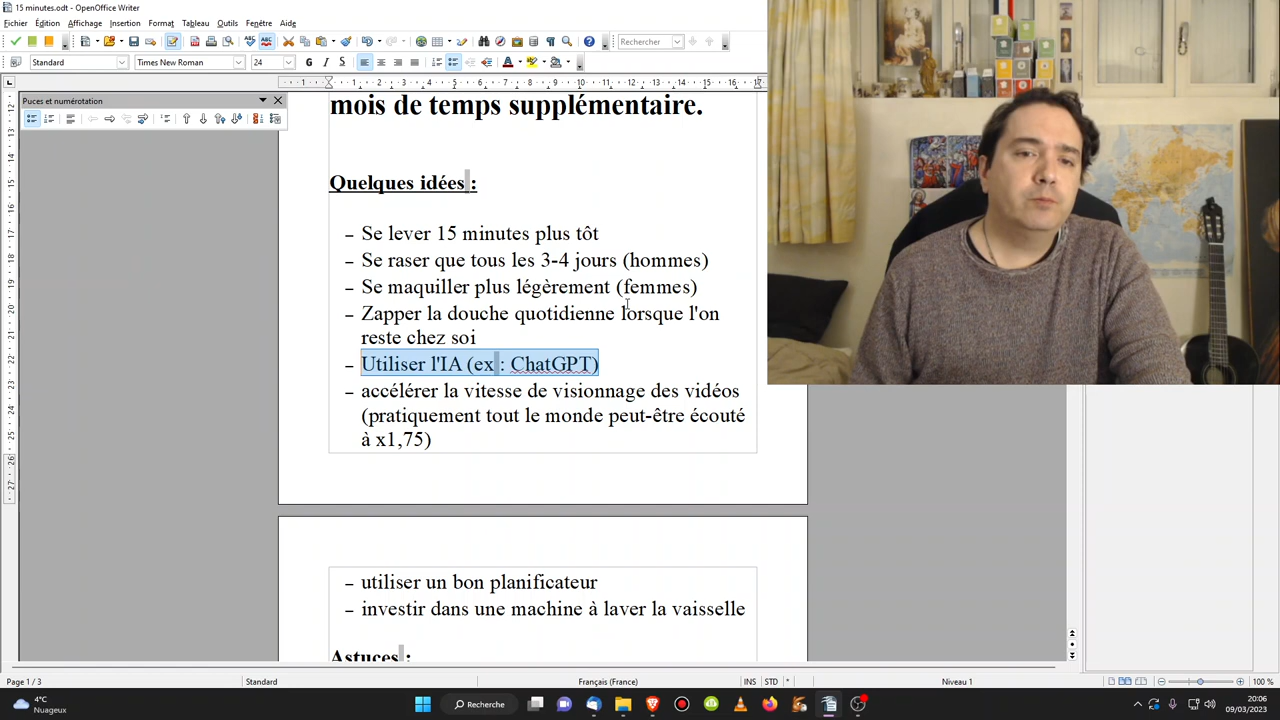 15 minutes.odt - OpenOffice Writer
Fichier Édition Affichage Insertion Format Tableau Outils Fenêtre Aide
Rechercher
Standard Times New Roman 24
Puces et numérotation
mois de temps supplémentaire.
Quelques idées :
– Se lever 15 minutes plus tôt
– Se raser que tous les 3-4 jours (hommes)
– Se maquiller plus légèrement (femmes)
– Zapper la douche quotidienne lorsque l'on
reste chez soi
– Utiliser l'IA (ex : ChatGPT)
– accélérer la vitesse de visionnage des vidéos
(pratiquement tout le monde peut-être écouté
à x1,75)
– utiliser un bon planificateur
– investir dans une machine à laver la vaisselle
Astuces :
Page 1 / 3 Standard Français (France) INS STD * Niveau 1 100 %
4°C
Nuageux
Recherche
20:06
09/03/2023